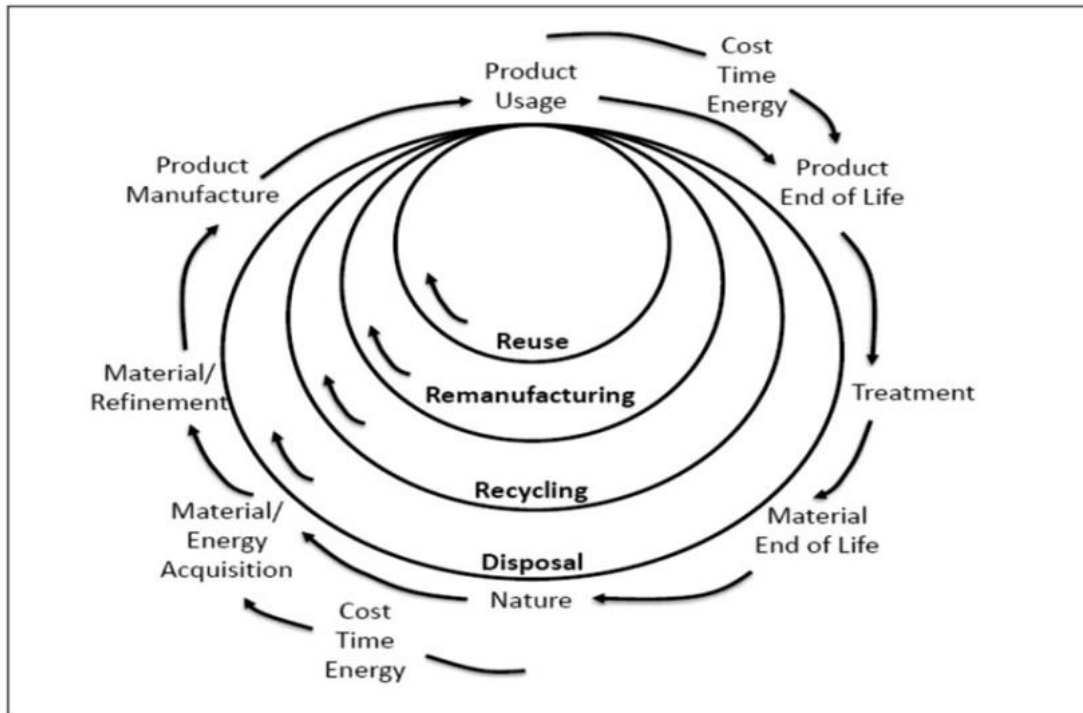 Cost
Time
Energy
Product
Usage
Product
Manufacture
Product
End of Life
Reuse
Material/
Refinement
Remanufacturing
Treatment
Recycling
Material/
Energy
Acquisition
Material
End of Life
Disposal
Nature
Cost
Time
Energy